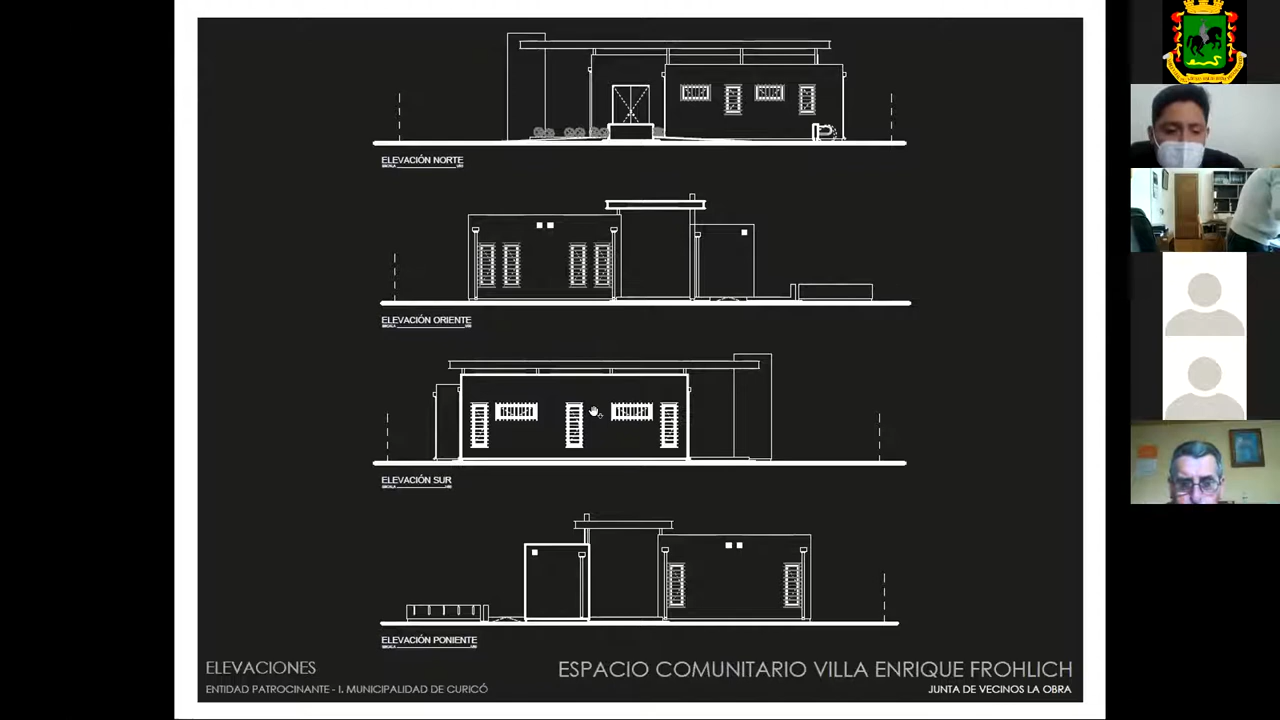 ELEVACIÓN NORTE
ELEVACIÓN ORIENTE
ELEVACIÓN SUR
ELEVACIÓN PONIENTE
ELEVACIONES
ESPACIO COMUNITARIO VILLA ENRIQUE FROHLICH
ENTIDAD PATROCINANTE - I. MUNICIPALIDAD DE CURICÓ
JUNTA DE VECINOS LA OBRA